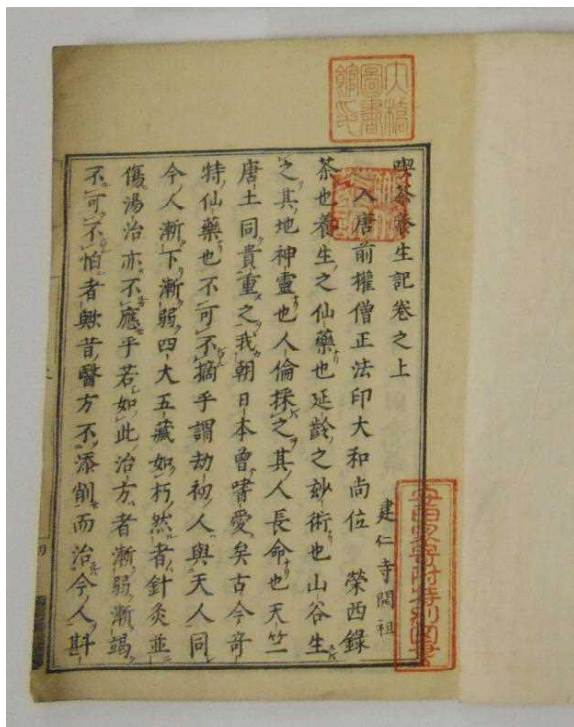 大橋圖書館印
喫茶養生記卷之上
建仁寺開祖
入唐前權僧正法印大和尚位 榮西錄
茶也養生之仙藥也延齡之玅術也山谷生
之其地神靈也人倫採之其人長命也天竺
唐土同貴重之我朝日本曾嗜愛矣古今奇
特仙藥也不可不摘乎謂劫初人與天人同
今人漸下漸弱四大五藏如朽然者針灸並
傷湯治亦不應乎若如此治方者漸弱漸竭
不可不怕者歟昔醫方不添削而治今人斟